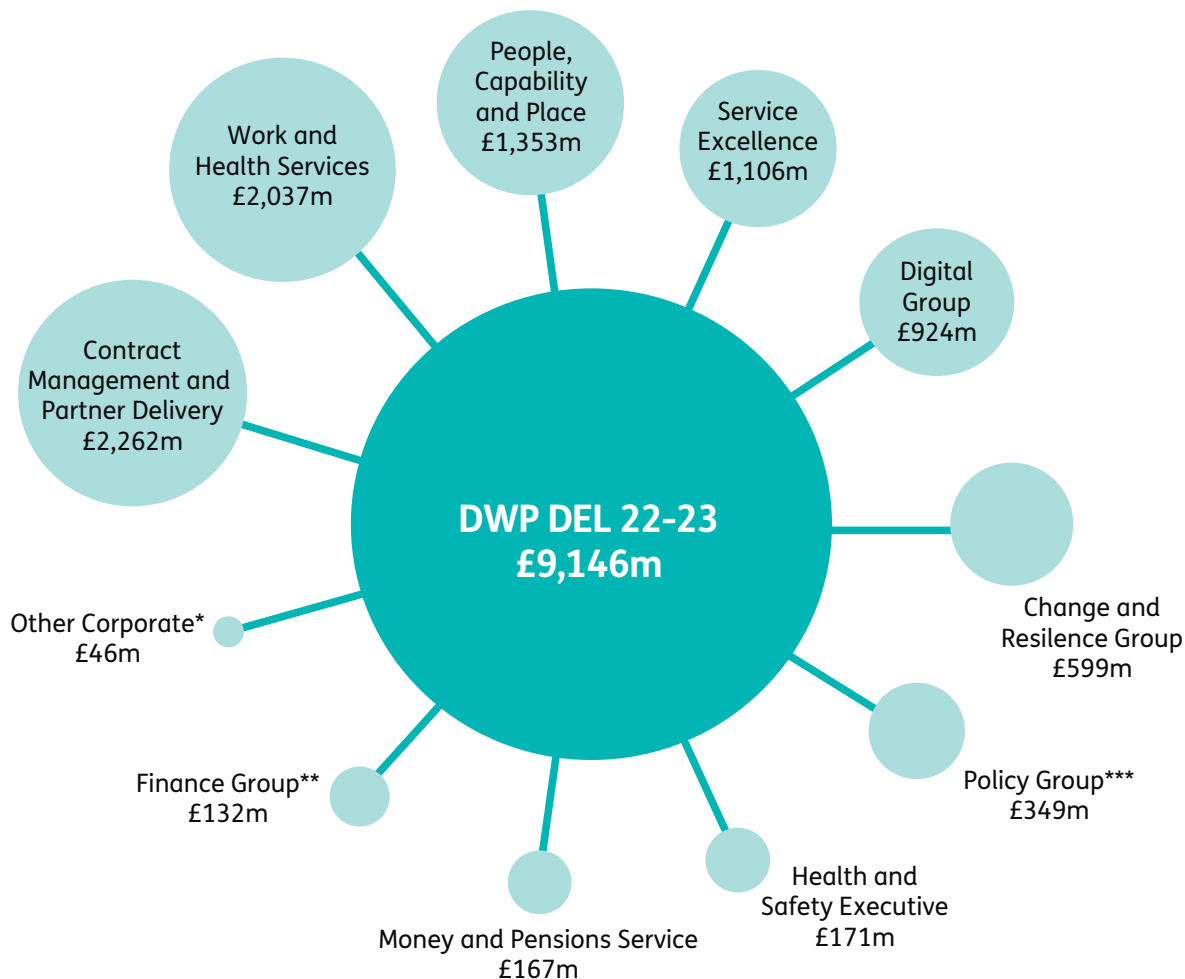 People,
Capability
and Place
£1,353m
Service
Excellence
£1,106m
Work and
Health Services
£2,037m
Digital
Group
£924m
Contract
Management and
Partner Delivery
£2,262m
DWP DEL 22-23
£9,146m
Change and
Resilence Group
£599m
Other Corporate*
£46m
Policy Group***
£349m
Finance Group**
£132m
Health and
Safety Executive
£171m
Money and Pensions Service
£167m